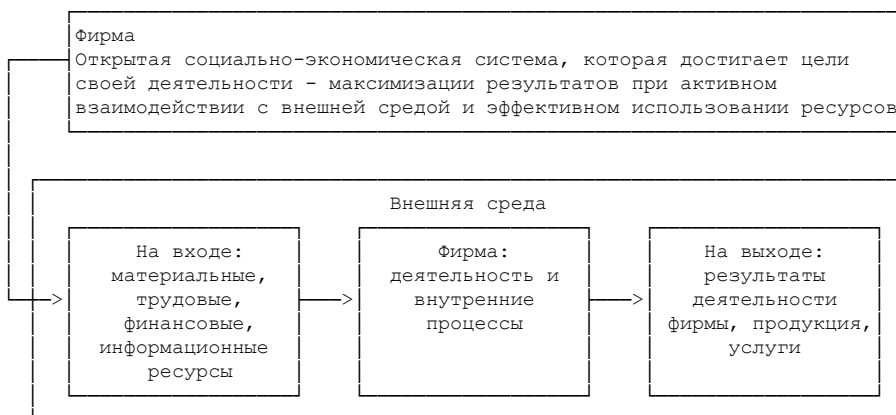 Фирма
Открытая социально-экономическая система, которая достигает цели
своей деятельности - максимизации результатов при активном
взаимодействии с внешней средой и эффективном использовании ресурсов
Внешняя среда
На входе:
материальные,
трудовые,
финансовые,
информационные
ресурсы
Фирма:
деятельность и
внутренние
процессы
На выходе:
результаты
деятельности
фирмы, продукция,
услуги